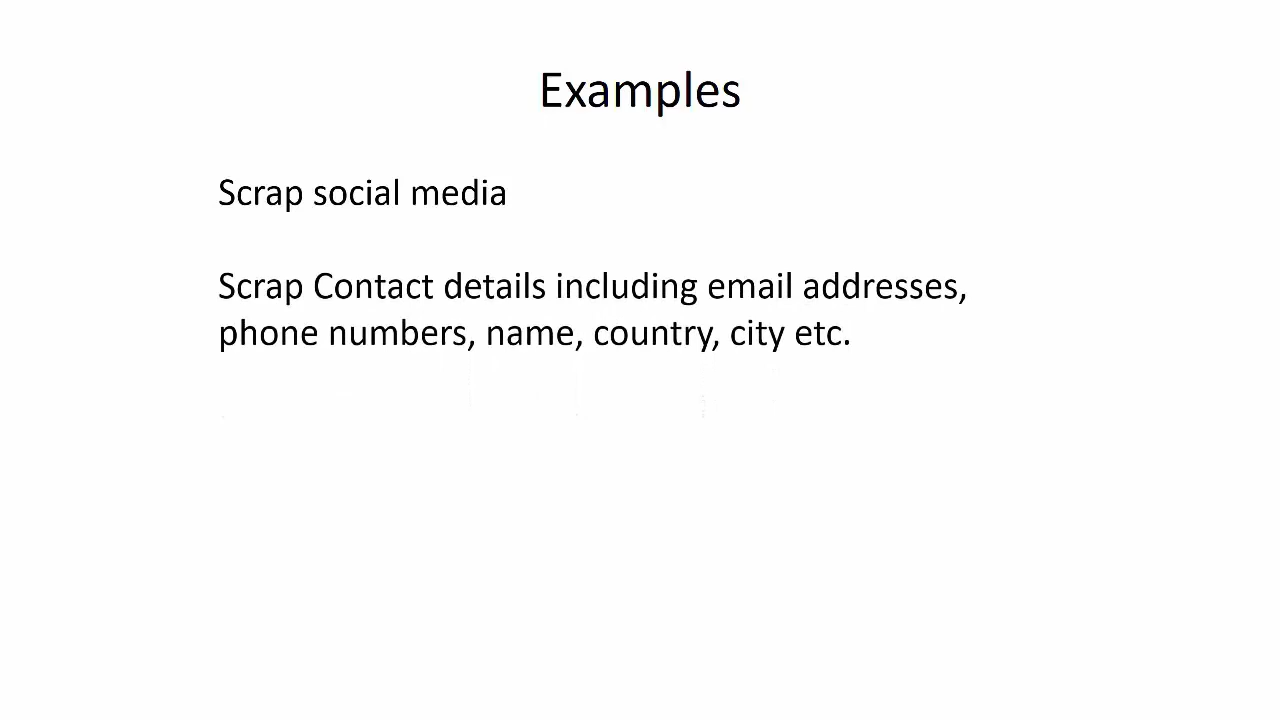 Examples
Scrap social media
Scrap Contact details including email addresses,
phone numbers, name, country, city etc.